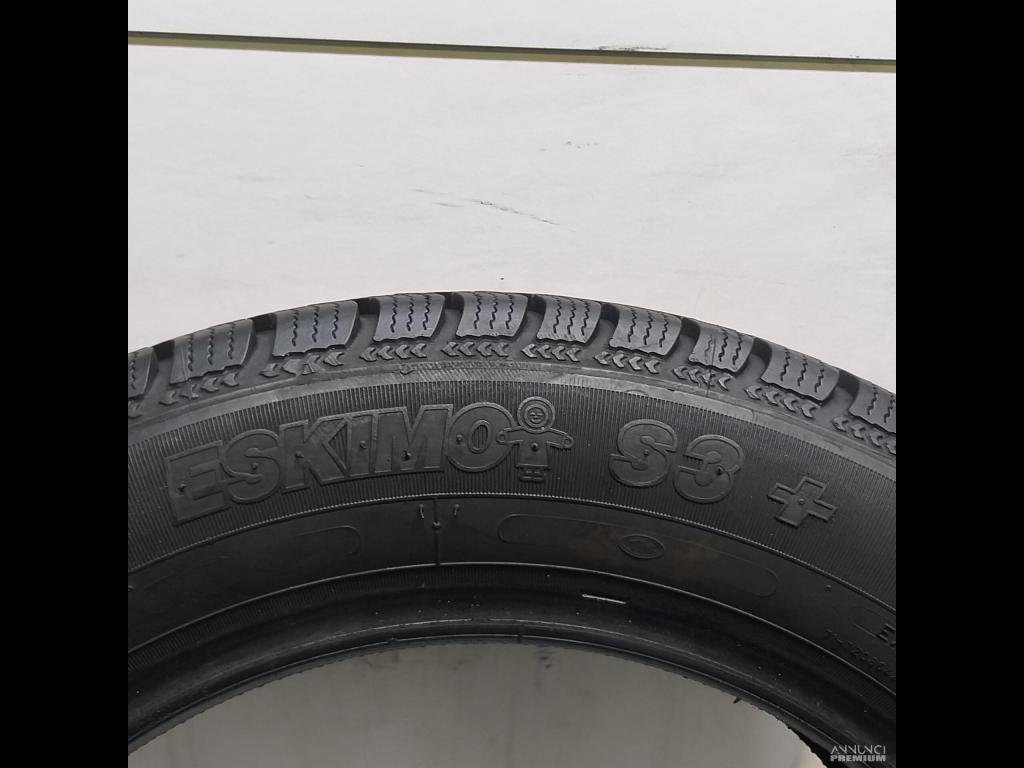 ESKIMO S3 +
ANNUNCI
PREMIUM